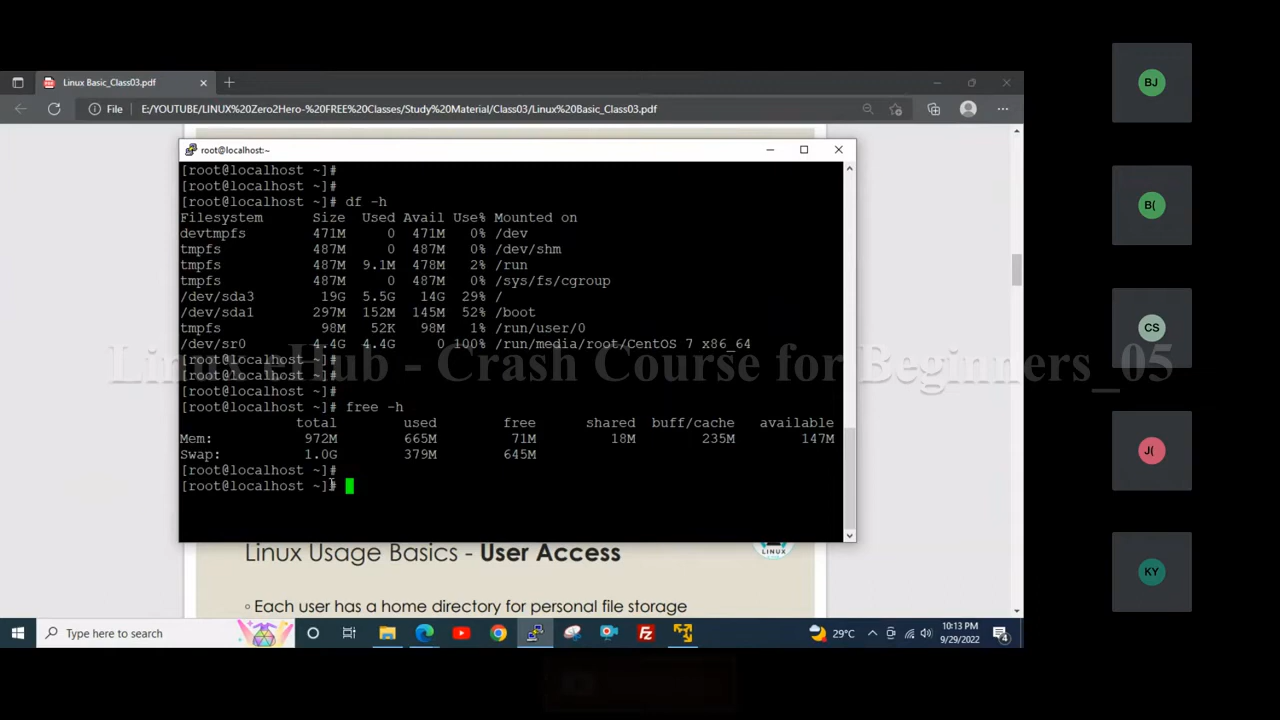 Linux Basic_Class03.pdf
File E:/YOUTUBE/LINUX%20Zero2Hero-%20FREE%20Classes/Study%20Material/Class03/Linux%20Basic_Class03.pdf
root@localhost:~
[root@localhost ~]#
[root@localhost ~]#
[root@localhost ~]# df -h
Filesystem Size Used Avail Use% Mounted on
devtmpfs 471M 0 471M 0% /dev
tmpfs 487M 0 487M 0% /dev/shm
tmpfs 487M 9.1M 478M 2% /run
tmpfs 487M 0 487M 0% /sys/fs/cgroup
/dev/sda3 19G 5.5G 14G 29% /
/dev/sda1 297M 152M 145M 52% /boot
tmpfs 98M 52K 98M 1% /run/user/0
/dev/sr0 4.4G 4.4G 0 100% /run/media/root/CentOS 7 x86_64
[root@localhost ~]#
[root@localhost ~]#
[root@localhost ~]#
[root@localhost ~]# free -h
total used free shared buff/cache available
Mem: 972M 665M 71M 18M 235M 147M
Swap: 1.0G 379M 645M
[root@localhost ~]#
[root@localhost ~]#
Linux eHub - Crash Course for Beginners_05
Linux Usage Basics - User Access
LINUX
◦ Each user has a home directory for personal file storage
Type here to search
29°C
10:13 PM
9/29/2022
4
BJ
B(
CS
J(
KY